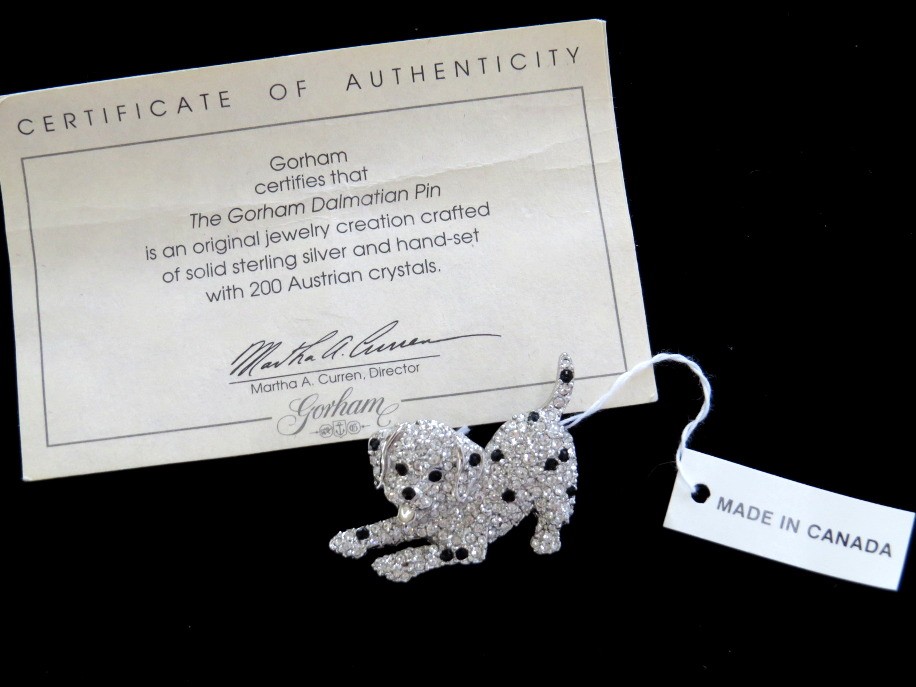 CERTIFICATE OF AUTHENTICITY
Gorham
certifies that
The Gorham Dalmatian Pin
is an original jewelry creation crafted
of solid sterling silver and hand-set
with 200 Austrian crystals.
Martha A. Curren
Martha A. Curren, Director
Gorham
MADE IN CANADA